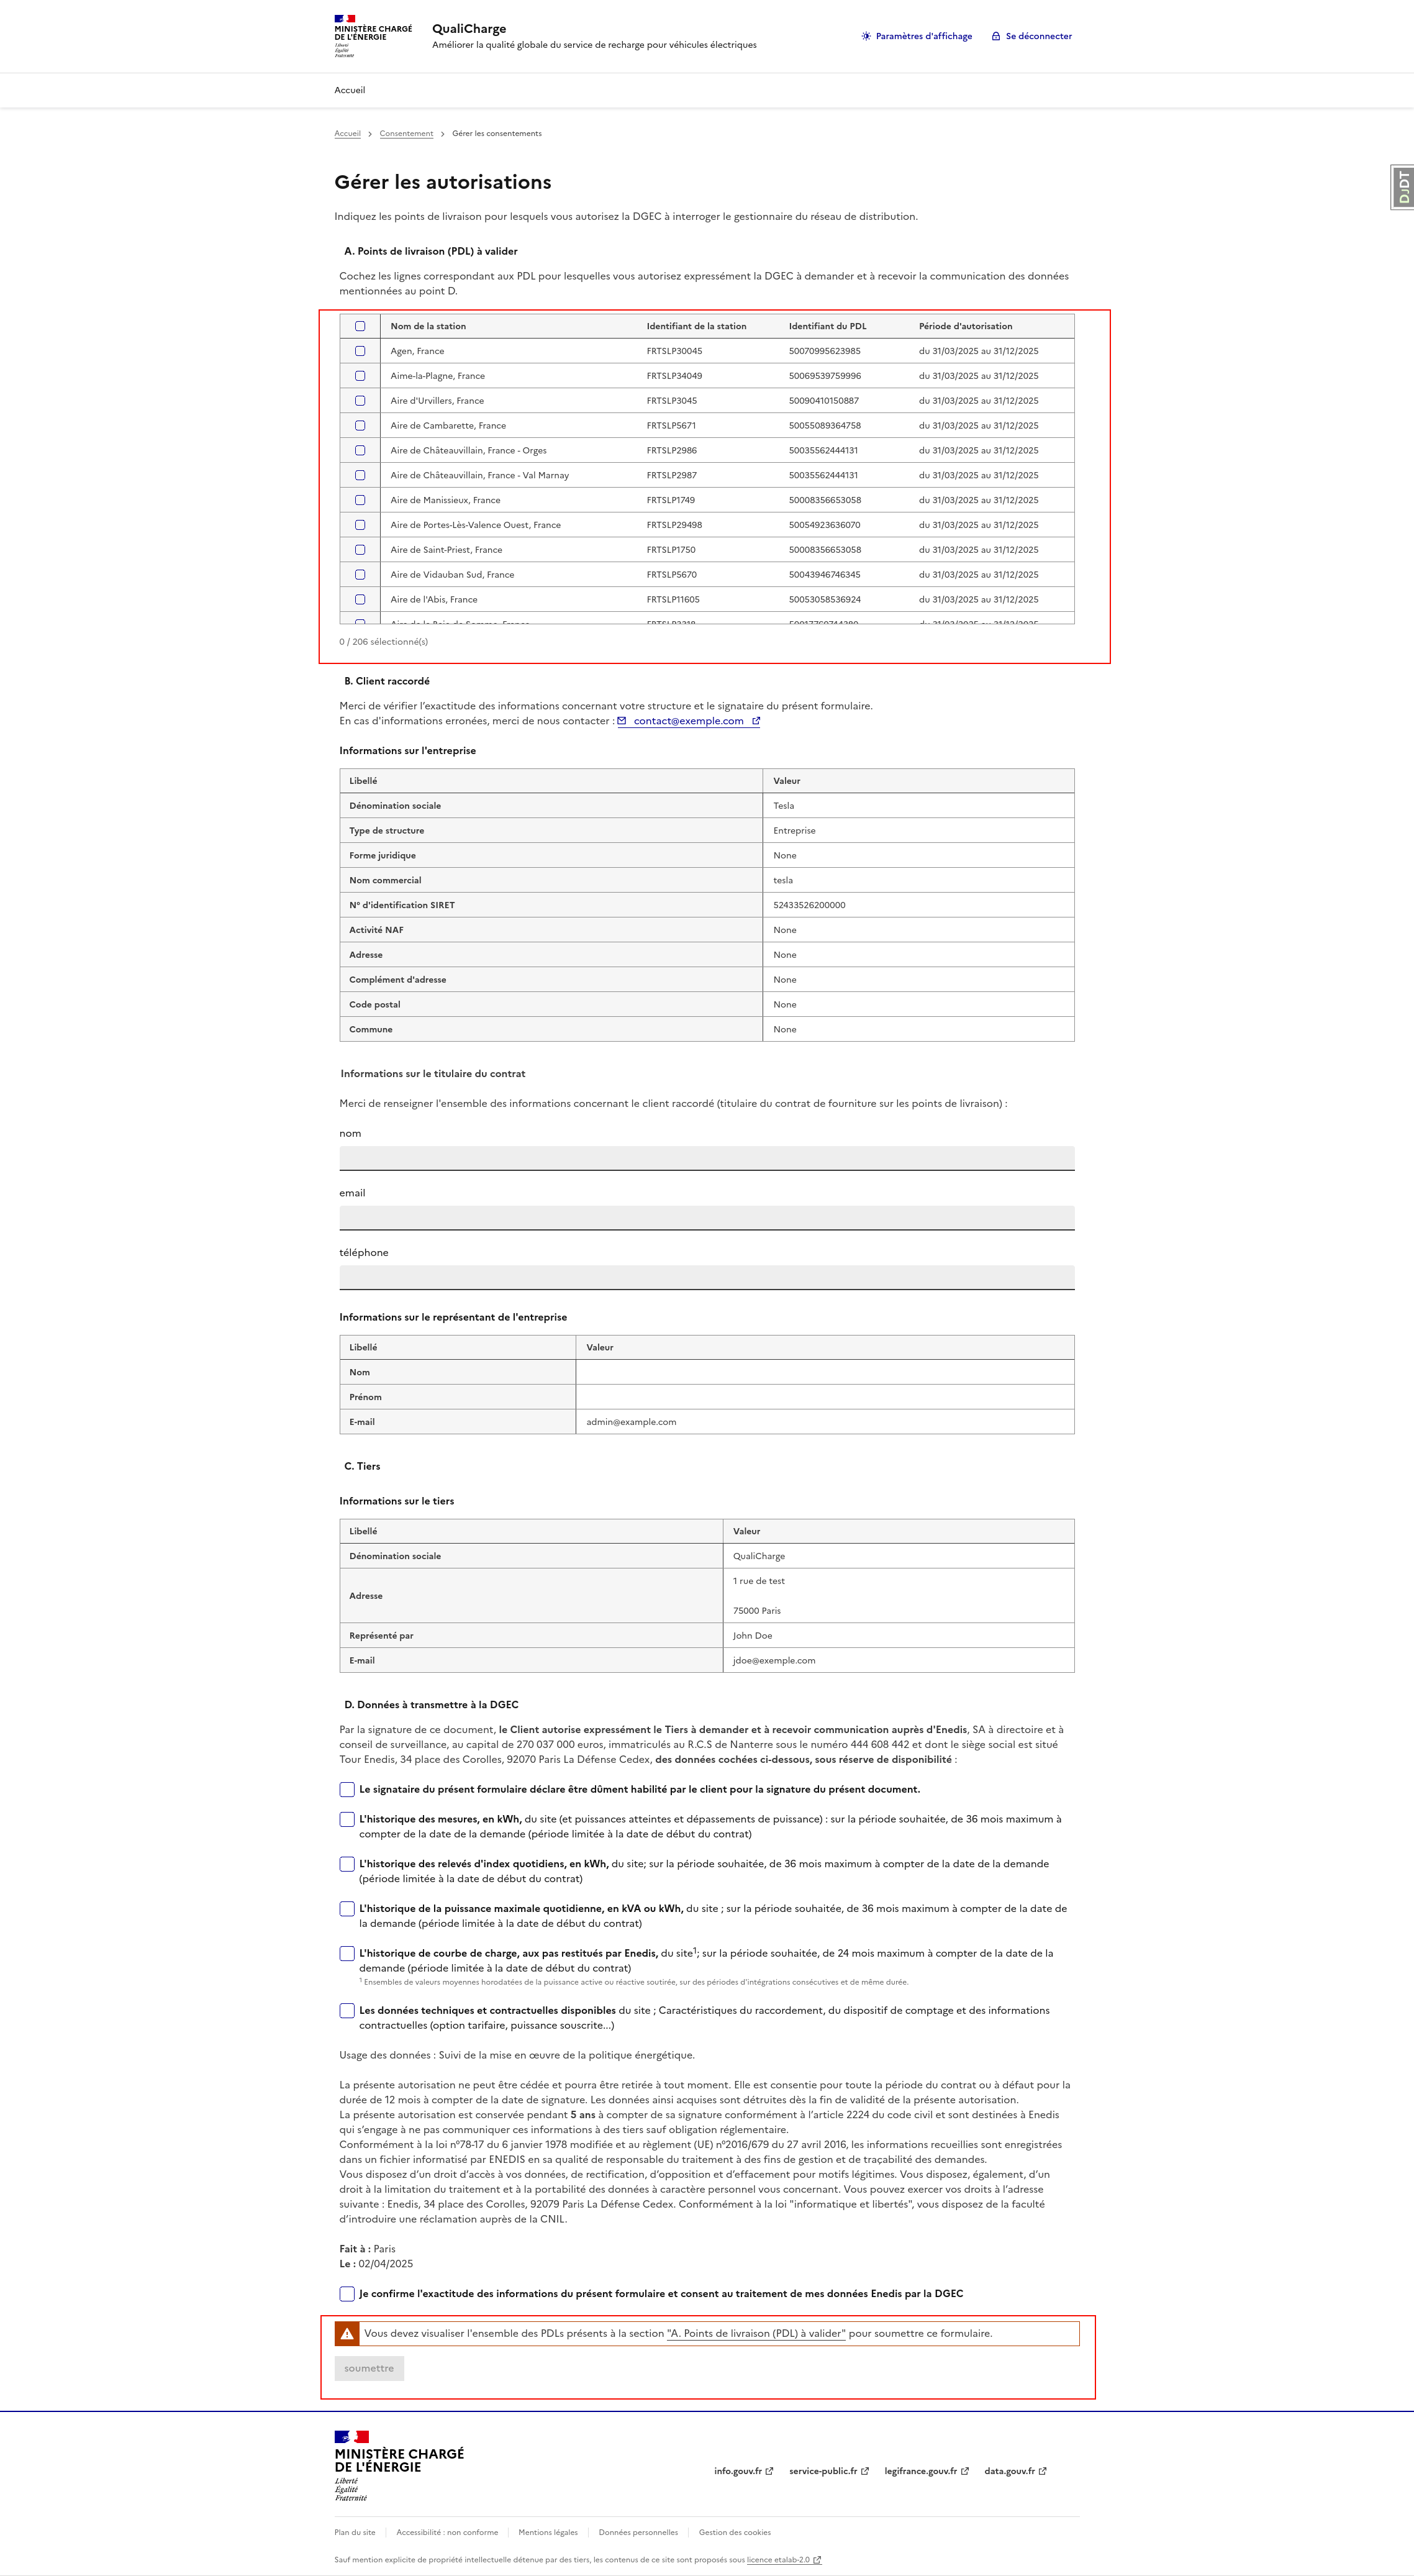 MINISTÈRE CHARGÉ
DE L'ÉNERGIE
Liberté
Égalité
Fraternité
QualiCharge
Améliorer la qualité globale du service de recharge pour véhicules électriques
Paramètres d'affichage
Se déconnecter
Accueil
Accueil > Consentement > Gérer les consentements
DJDT
Gérer les autorisations
Indiquez les points de livraison pour lesquels vous autorisez la DGEC à interroger le gestionnaire du réseau de distribution.
A. Points de livraison (PDL) à valider
Cochez les lignes correspondant aux PDL pour lesquelles vous autorisez expressément la DGEC à demander et à recevoir la communication des données
mentionnées au point D.
Nom de la station Identifiant de la station Identifiant du PDL Période d'autorisation
Agen, France FRTSLP30045 50070995623985 du 31/03/2025 au 31/12/2025
Aime-la-Plagne, France FRTSLP34049 50069539759996 du 31/03/2025 au 31/12/2025
Aire d'Urvillers, France FRTSLP3045 50090410150887 du 31/03/2025 au 31/12/2025
Aire de Cambarette, France FRTSLP5671 50055089364758 du 31/03/2025 au 31/12/2025
Aire de Châteauvillain, France - Orges FRTSLP2986 50035562444131 du 31/03/2025 au 31/12/2025
Aire de Châteauvillain, France - Val Marnay FRTSLP2987 50035562444131 du 31/03/2025 au 31/12/2025
Aire de Manissieux, France FRTSLP1749 50008356653058 du 31/03/2025 au 31/12/2025
Aire de Portes-Lès-Valence Ouest, France FRTSLP29498 50054923636070 du 31/03/2025 au 31/12/2025
Aire de Saint-Priest, France FRTSLP1750 50008356653058 du 31/03/2025 au 31/12/2025
Aire de Vidauban Sud, France FRTSLP5670 50043946746345 du 31/03/2025 au 31/12/2025
Aire de l'Abis, France FRTSLP11605 50053058536924 du 31/03/2025 au 31/12/2025
0 / 206 sélectionné(s)
B. Client raccordé
Merci de vérifier l’exactitude des informations concernant votre structure et le signataire du présent formulaire.
En cas d'informations erronées, merci de nous contacter : contact@exemple.com
Informations sur l'entreprise
Libellé Valeur
Dénomination sociale Tesla
Type de structure Entreprise
Forme juridique None
Nom commercial tesla
N° d'identification SIRET 52433526200000
Activité NAF None
Adresse None
Complément d'adresse None
Code postal None
Commune None
Informations sur le titulaire du contrat
Merci de renseigner l'ensemble des informations concernant le client raccordé (titulaire du contrat de fourniture sur les points de livraison) :
nom
email
téléphone
Informations sur le représentant de l'entreprise
Libellé Valeur
Nom
Prénom
E-mail admin@example.com
C. Tiers
Informations sur le tiers
Libellé Valeur
Dénomination sociale QualiCharge
Adresse 1 rue de test
75000 Paris
Représenté par John Doe
E-mail jdoe@exemple.com
D. Données à transmettre à la DGEC
Par la signature de ce document, le Client autorise expressément le Tiers à demander et à recevoir communication auprès d'Enedis, SA à directoire et à
conseil de surveillance, au capital de 270 037 000 euros, immatriculés au R.C.S de Nanterre sous le numéro 444 608 442 et dont le siège social est situé
Tour Enedis, 34 place des Corolles, 92070 Paris La Défense Cedex, des données cochées ci-dessous, sous réserve de disponibilité :
Le signataire du présent formulaire déclare être dûment habilité par le client pour la signature du présent document.
L'historique des mesures, en kWh, du site (et puissances atteintes et dépassements de puissance) : sur la période souhaitée, de 36 mois maximum à
compter de la date de la demande (période limitée à la date de début du contrat)
L'historique des relevés d'index quotidiens, en kWh, du site; sur la période souhaitée, de 36 mois maximum à compter de la date de la demande
(période limitée à la date de début du contrat)
L'historique de la puissance maximale quotidienne, en kVA ou kWh, du site ; sur la période souhaitée, de 36 mois maximum à compter de la date de
la demande (période limitée à la date de début du contrat)
L'historique de courbe de charge, aux pas restitués par Enedis, du site1; sur la période souhaitée, de 24 mois maximum à compter de la date de la
demande (période limitée à la date de début du contrat)
1 Ensembles de valeurs moyennes horodatées de la puissance active ou réactive soutirée, sur des périodes d'intégrations consécutives et de même durée.
Les données techniques et contractuelles disponibles du site ; Caractéristiques du raccordement, du dispositif de comptage et des informations
contractuelles (option tarifaire, puissance souscrite...)
Usage des données : Suivi de la mise en œuvre de la politique énergétique.
La présente autorisation ne peut être cédée et pourra être retirée à tout moment. Elle est consentie pour toute la période du contrat ou à défaut pour la
durée de 12 mois à compter de la date de signature. Les données ainsi acquises sont détruites dès la fin de validité de la présente autorisation.
La présente autorisation est conservée pendant 5 ans à compter de sa signature conformément à l’article 2224 du code civil et sont destinées à Enedis
qui s’engage à ne pas communiquer ces informations à des tiers sauf obligation réglementaire.
Conformément à la loi n°78-17 du 6 janvier 1978 modifiée et au règlement (UE) n°2016/679 du 27 avril 2016, les informations recueillies sont enregistrées
dans un fichier informatisé par ENEDIS en sa qualité de responsable du traitement à des fins de gestion et de traçabilité des demandes.
Vous disposez d’un droit d’accès à vos données, de rectification, d’opposition et d’effacement pour motifs légitimes. Vous disposez, également, d’un
droit à la limitation du traitement et à la portabilité des données à caractère personnel vous concernant. Vous pouvez exercer vos droits à l’adresse
suivante : Enedis, 34 place des Corolles, 92079 Paris La Défense Cedex. Conformément à la loi "informatique et libertés", vous disposez de la faculté
d’introduire une réclamation auprès de la CNIL.
Fait à : Paris
Le : 02/04/2025
Je confirme l'exactitude des informations du présent formulaire et consent au traitement de mes données Enedis par la DGEC
Vous devez visualiser l'ensemble des PDLs présents à la section "A. Points de livraison (PDL) à valider" pour soumettre ce formulaire.
soumettre
MINISTÈRE CHARGÉ
DE L'ÉNERGIE
Liberté
Égalité
Fraternité
info.gouv.fr service-public.fr legifrance.gouv.fr data.gouv.fr
Plan du site Accessibilité : non conforme Mentions légales Données personnelles Gestion des cookies
Sauf mention explicite de propriété intellectuelle détenue par des tiers, les contenus de ce site sont proposés sous licence etalab-2.0